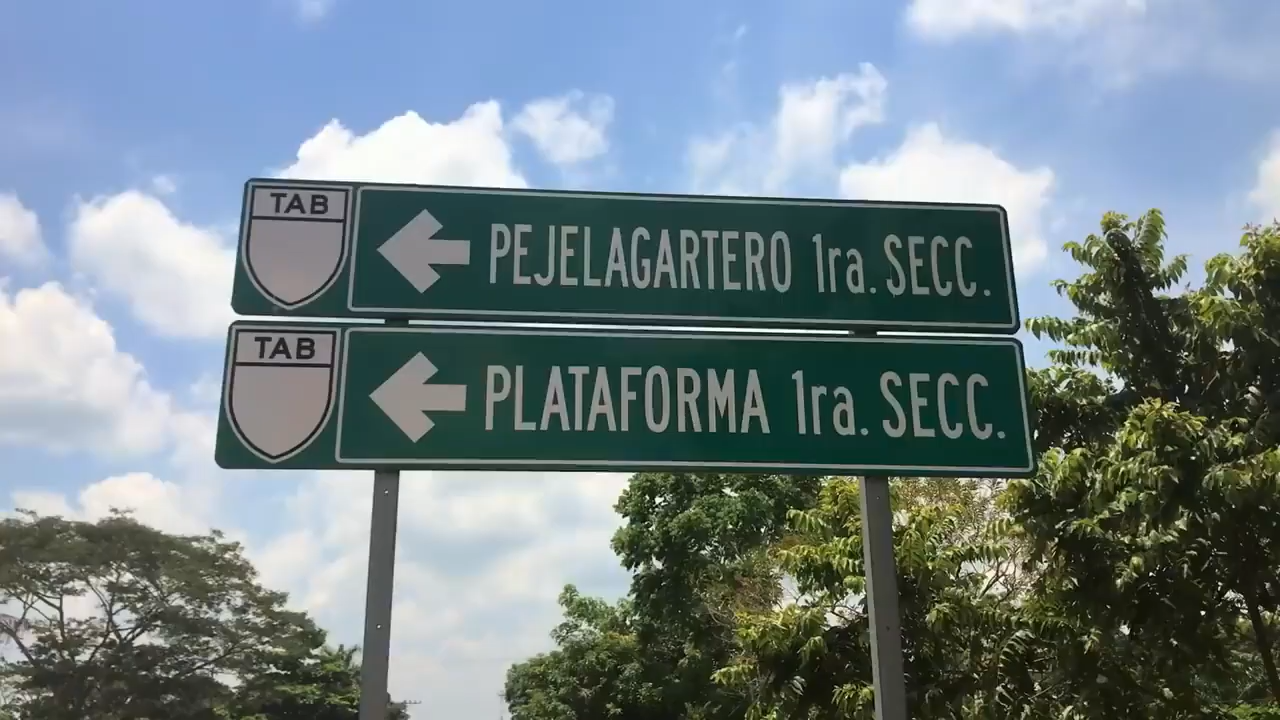 TAB
PEJELAGARTERO 1ra. SECC.
TAB
PLATAFORMA 1ra. SECC.